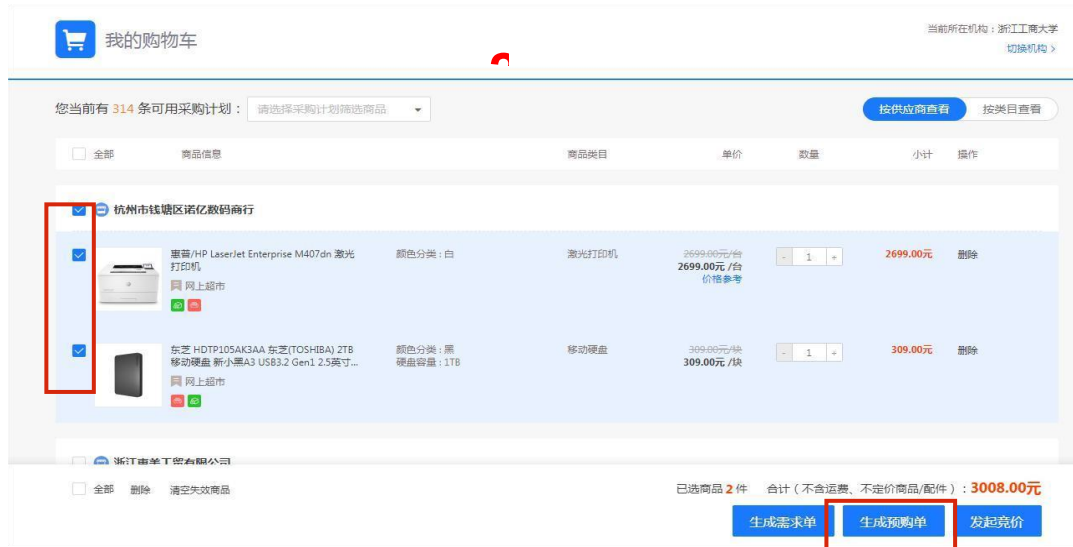 当前所在机构：浙江工商大学
我的购物车
切换机构 >
您当前有 314 条可用采购计划： 请选择采购计划筛选商品 按供应商查看 按类目查看
全部 商品信息 商品类目 单价 数量 小计 操作
杭州市钱塘区诺亿数码商行
惠普/HP LaserJet Enterprise M407dn 激光 颜色分类：白 激光打印机 2699.00元/台 - 1 + 2699.00元 删除
打印机 2699.00元 /台
网上超市 价格参考
东芝 HDTP105AK3AA 东芝(TOSHIBA) 2TB 颜色分类：黑 移动硬盘 309.00元/块 - 1 + 309.00元 删除
移动硬盘 新小黑A3 USB3.2 Gen1 2.5英寸... 硬盘容量：1TB 309.00元 /块
网上超市
浙江 工贸有限公司
全部 删除 清空失效商品 已选商品 2 件 合计（不含运费、不定价商品/配件）：3008.00元
生成需求单 生成预购单 发起竞价